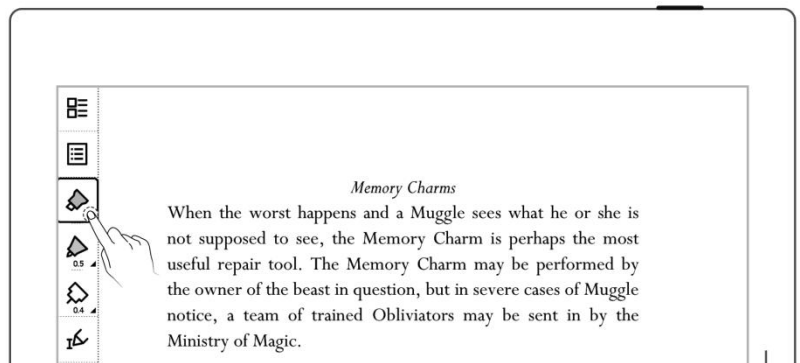 Memory Charms
When the worst happens and a Muggle sees what he or she is
not supposed to see, the Memory Charm is perhaps the most
useful repair tool. The Memory Charm may be performed by
the owner of the beast in question, but in severe cases of Muggle
notice, a team of trained Obliviators may be sent in by the
Ministry of Magic.
0.5
0.4